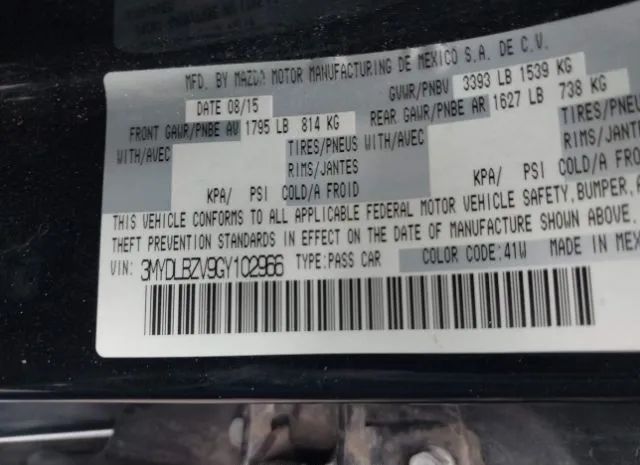 MFD. BY MAZDA MOTOR MANUFACTURING DE MEXICO S.A. DE C.V.
DATE 08/15 GVWR/PNBV 3393 LB 1539 KG
FRONT GAWR/PNBE AV 1795 LB 814 KG REAR GAWR/PNBE AR 1627 LB 738 KG
WITH/AVEC TIRES/PNEUS WITH/AVEC TIRES/PNEUS
RIMS/JANTES RIMS/JANTES
KPA/ PSI COLD/A FROID KPA/ PSI COLD/A FROID
THIS VEHICLE CONFORMS TO ALL APPLICABLE FEDERAL MOTOR VEHICLE SAFETY, BUMPER,
THEFT PREVENTION STANDARDS IN EFFECT ON THE DATE OF MANUFACTURE SHOWN ABOVE.
VIN: 3MYDLBZV9GY102966 TYPE:PASS CAR COLOR CODE:41W MADE IN MEX